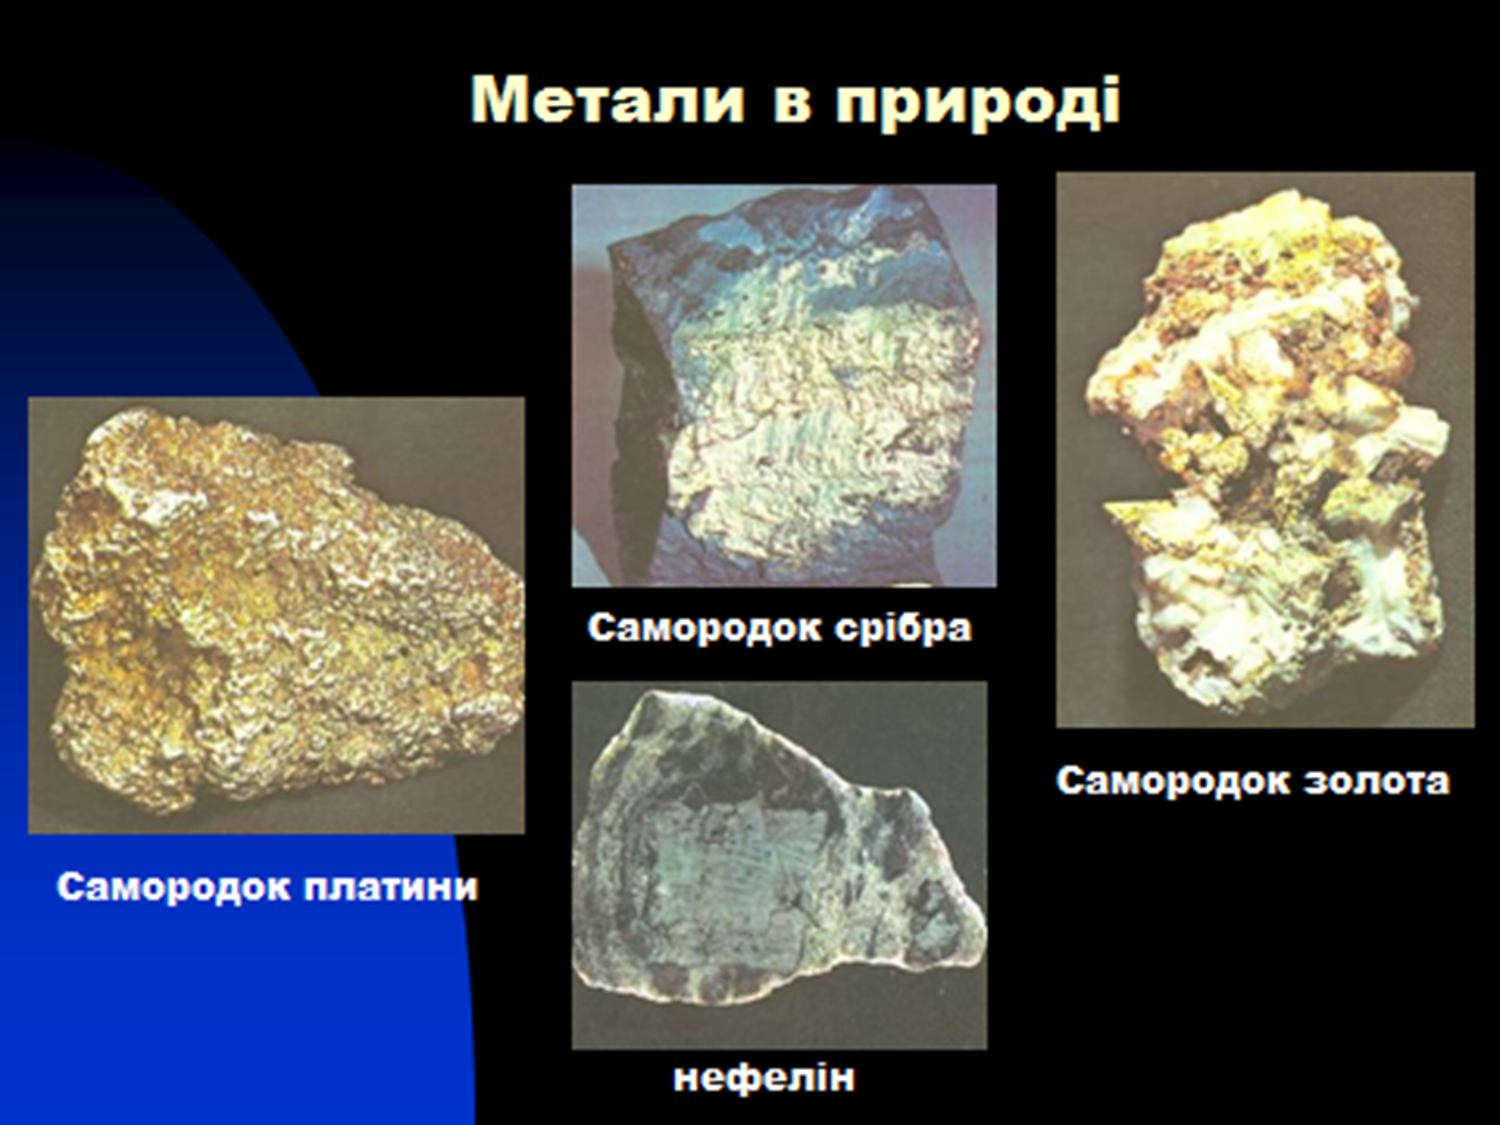 Метали в природі
Самородок срібра
Самородок золота
Самородок платини
нефелін